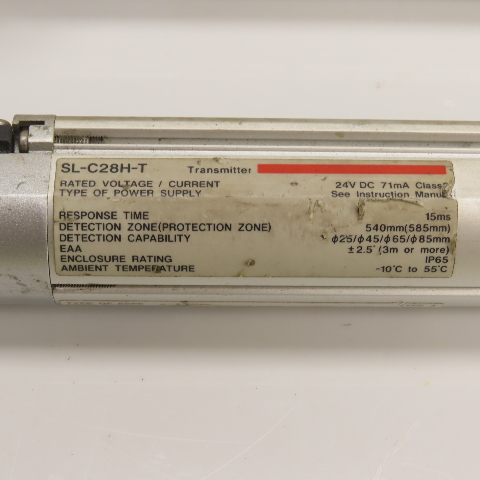 SL-C28H-T Transmitter
RATED VOLTAGE / CURRENT 24V DC 71mA Class2
TYPE OF POWER SUPPLY See Instruction Manual
RESPONSE TIME 15ms
DETECTION ZONE(PROTECTION ZONE) 540mm(585mm)
DETECTION CAPABILITY ϕ25/ϕ45/ϕ65/ϕ85mm
EAA ±2.5° (3m or more)
ENCLOSURE RATING IP65
AMBIENT TEMPERATURE -10°C to 55°C